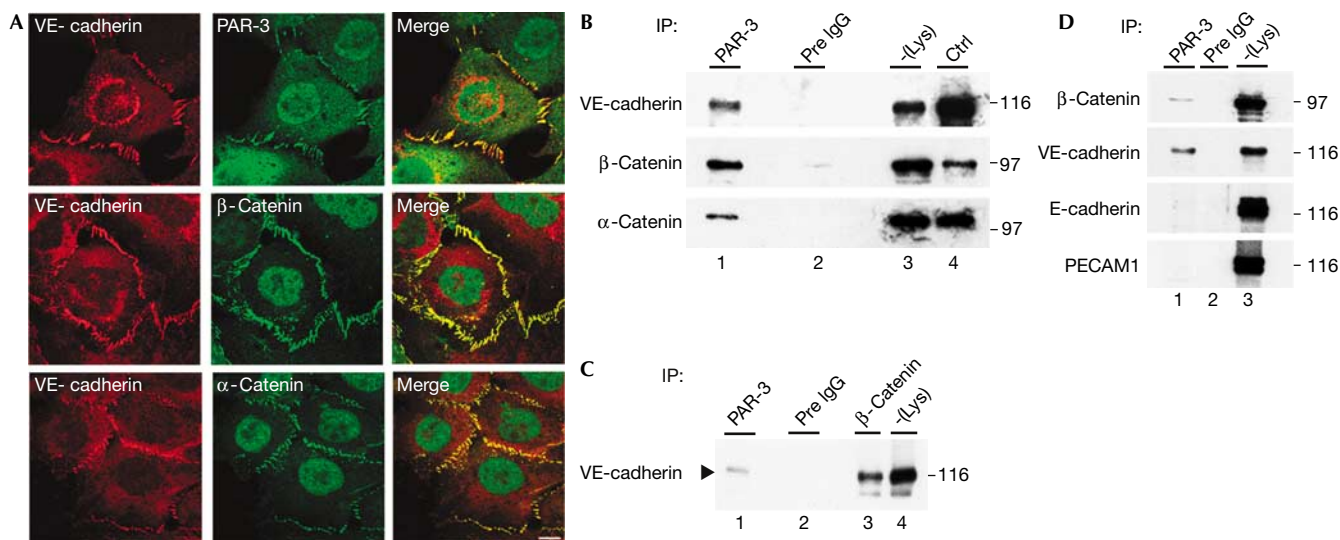 A
VE- cadherin
PAR-3
Merge
VE- cadherin
β-Catenin
Merge
VE- cadherin
α-Catenin
Merge
B
IP:
PAR-3
Pre IgG
-(Lys)
Ctrl
VE-cadherin
-116
β-Catenin
-97
α-Catenin
-97
1 2 3 4
C
IP:
PAR-3
Pre IgG
β-Catenin
-(Lys)
VE-cadherin
-116
1 2 3 4
D
IP:
PAR-3
Pre IgG
-(Lys)
β-Catenin
- 97
VE-cadherin
- 116
E-cadherin
- 116
PECAM1
- 116
1 2 3